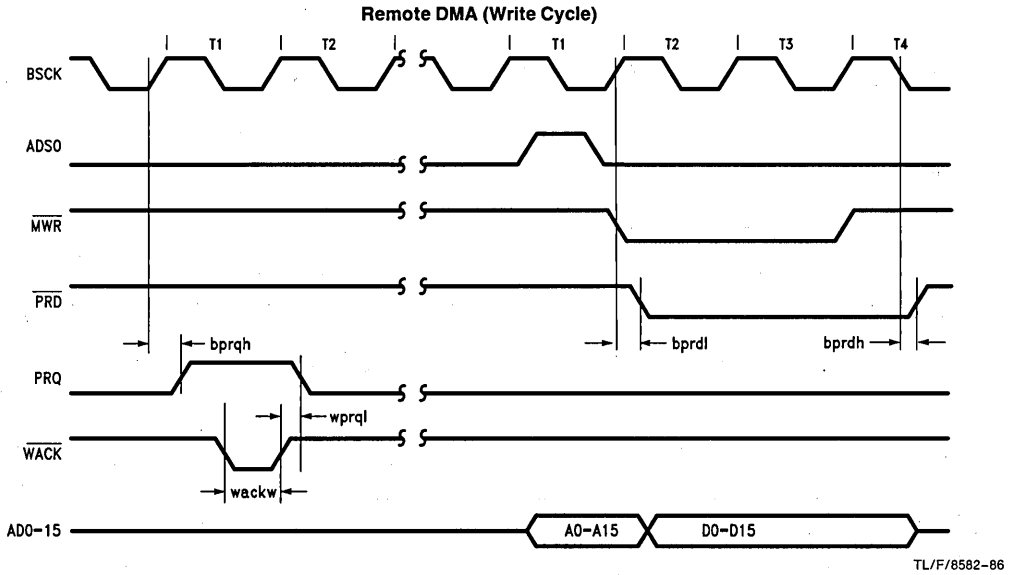 Remote DMA (Write Cycle)
T1 T2 T1 T2 T3 T4
BSCK
ADS0
MWR
PRD
bprqh bprdl bprdh
PRQ
wprql
WACK
wackw
AD0-15 A0-A15 D0-D15
TL/F/8582-86